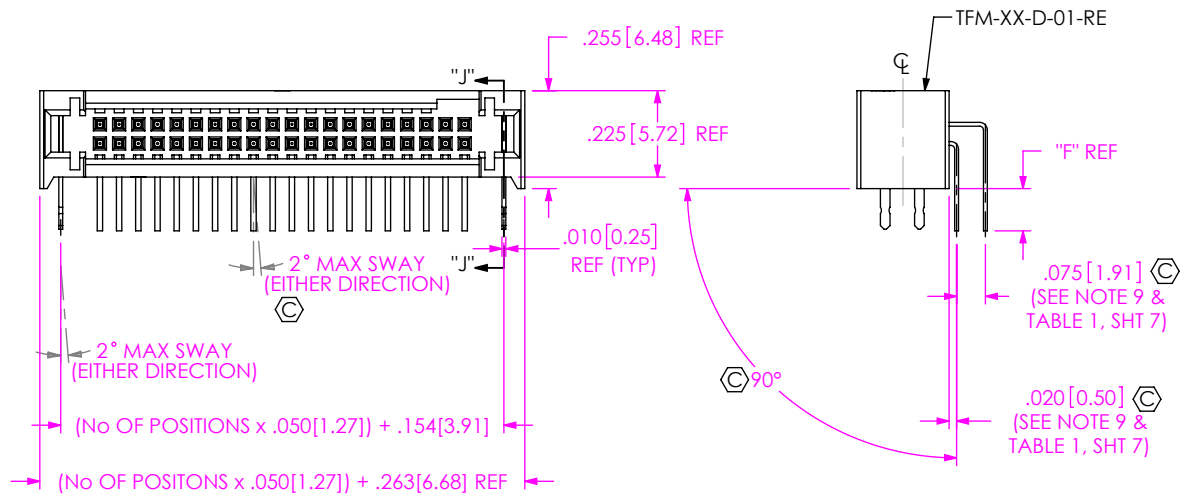 TFM-XX-D-01-RE
.255[6.48] REF
"J"
℄
.225[5.72] REF
"F" REF
.010[0.25]
REF (TYP)
2° MAX SWAY
(EITHER DIRECTION)
C
"J"
.075[1.91] C
(SEE NOTE 9 &
TABLE 1, SHT 7)
2° MAX SWAY
(EITHER DIRECTION)
C 90°
.020[0.50] C
(SEE NOTE 9 &
TABLE 1, SHT 7)
(No OF POSITIONS x .050[1.27]) + .154[3.91]
(No OF POSITONS x .050[1.27]) + .263[6.68] REF